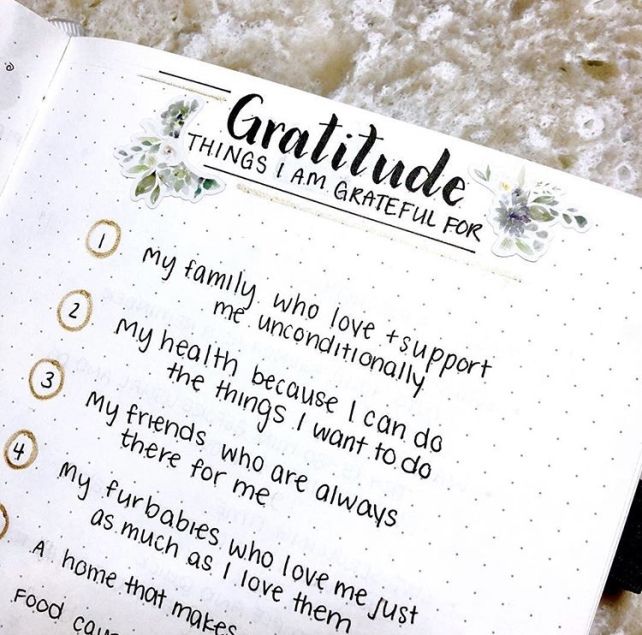 Gratitude
THINGS I AM GRATEFUL FOR
1 My family who love + support
me unconditionally
2 My health because I can do
the things I want to do
3 My friends who are always
there for me
4 My furbabies who love me just
as much as I love them
A home that makes
Food